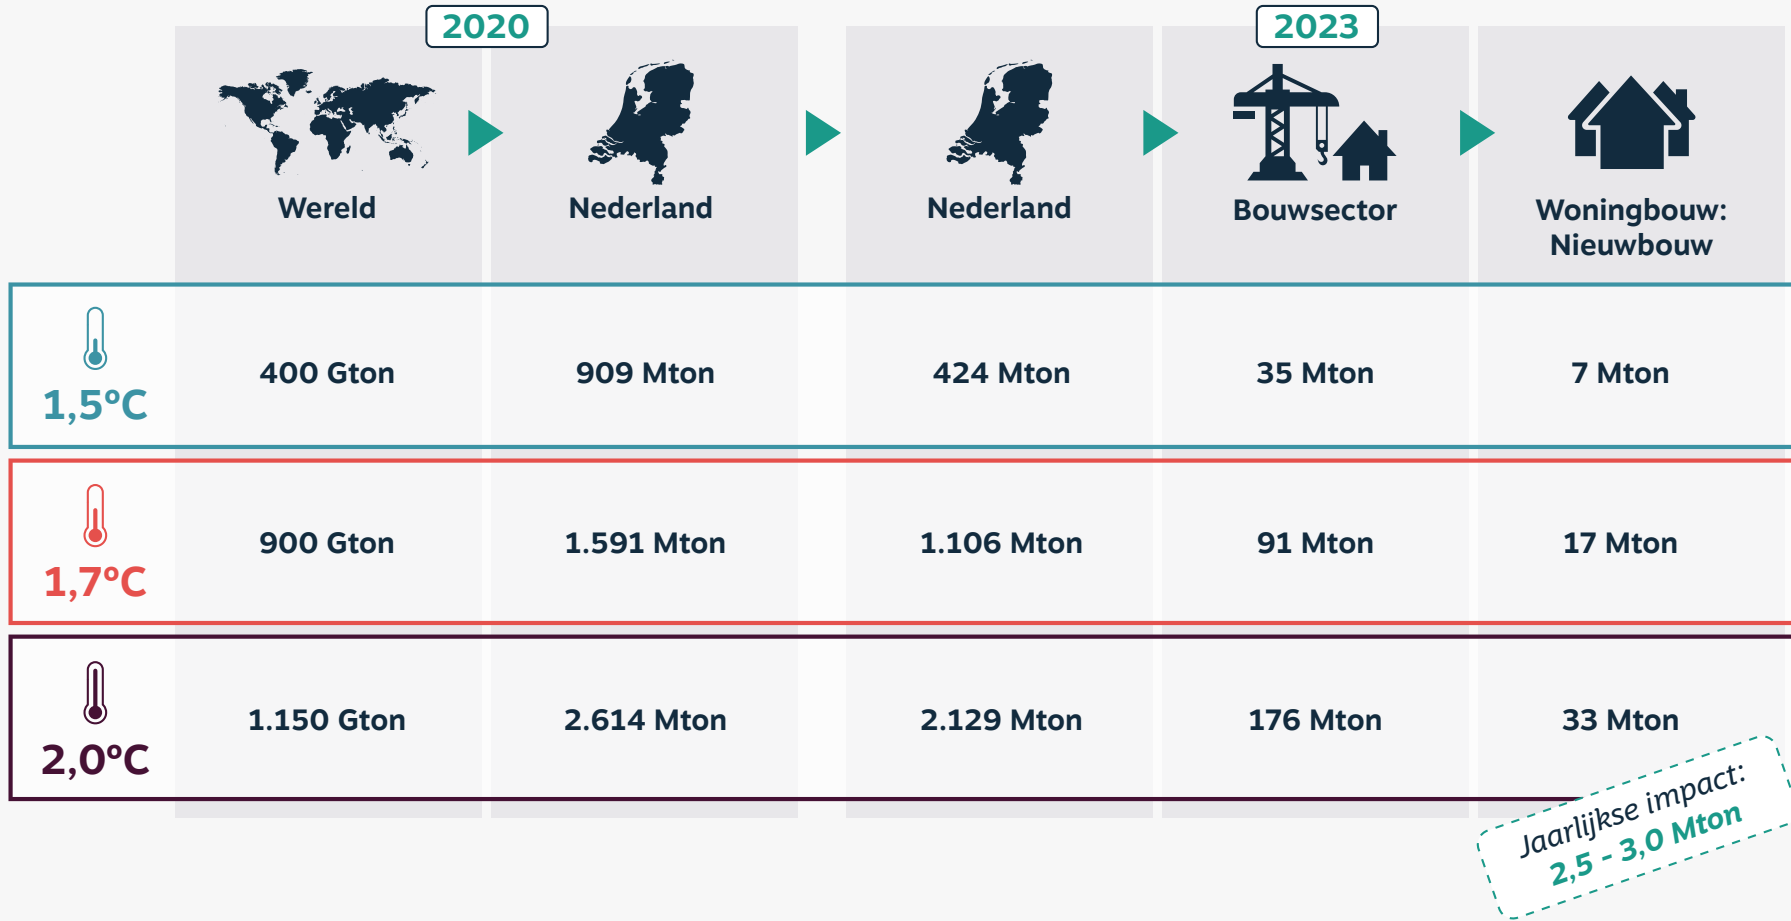 2020
2023
Wereld
Nederland
Nederland
Bouwsector
Woningbouw:
Nieuwbouw
1,5°C
400 Gton
909 Mton
424 Mton
35 Mton
7 Mton
1,7°C
900 Gton
1.591 Mton
1.106 Mton
91 Mton
17 Mton
2,0°C
1.150 Gton
2.614 Mton
2.129 Mton
176 Mton
33 Mton
Jaarlijkse impact:
2,5 - 3,0 Mton